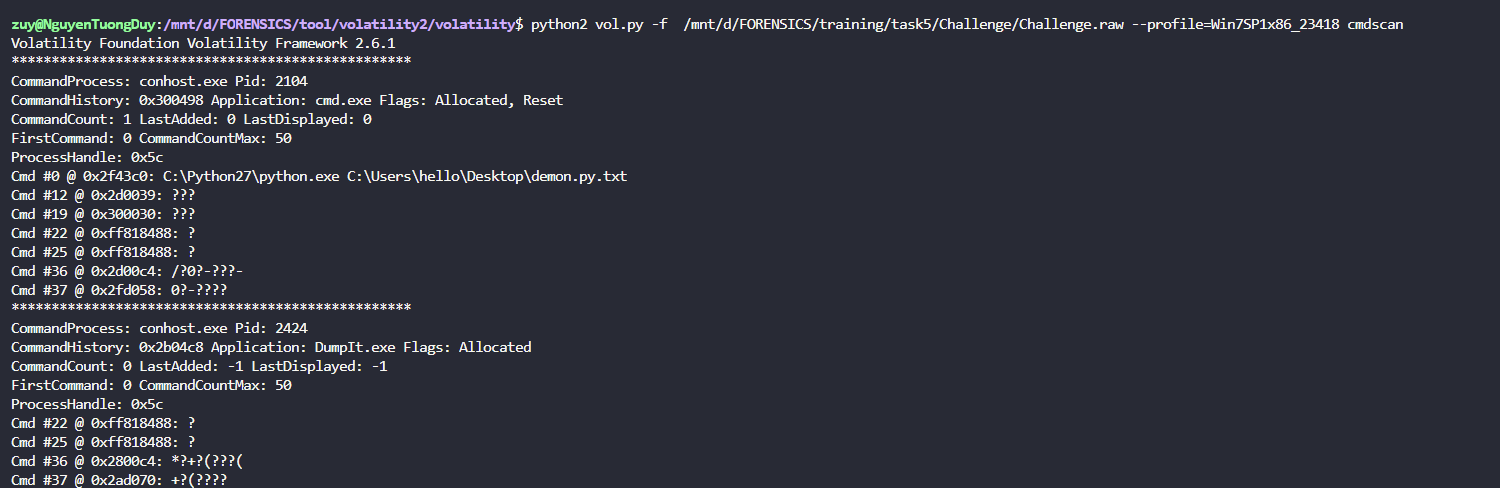 zuy@NguyenTuongDuy:/mnt/d/FORENSICS/tool/volatility2/volatility$ python2 vol.py -f  /mnt/d/FORENSICS/training/task5/Challenge/Challenge.raw --profile=Win7SP1x86_23418 cmdscan
Volatility Foundation Volatility Framework 2.6.1
**************************************************
CommandProcess: conhost.exe Pid: 2104
CommandHistory: 0x300498 Application: cmd.exe Flags: Allocated, Reset
CommandCount: 1 LastAdded: 0 LastDisplayed: 0
FirstCommand: 0 CommandCountMax: 50
ProcessHandle: 0x5c
Cmd #0 @ 0x2f43c0: C:\Python27\python.exe C:\Users\hello\Desktop\demon.py.txt
Cmd #12 @ 0x2d0039: ???
Cmd #19 @ 0x300030: ???
Cmd #22 @ 0xff818488: ?
Cmd #25 @ 0xff818488: ?
Cmd #36 @ 0x2d00c4: /?0?-???-
Cmd #37 @ 0x2fd058: 0?-????
**************************************************
CommandProcess: conhost.exe Pid: 2424
CommandHistory: 0x2b04c8 Application: DumpIt.exe Flags: Allocated
CommandCount: 0 LastAdded: -1 LastDisplayed: -1
FirstCommand: 0 CommandCountMax: 50
ProcessHandle: 0x5c
Cmd #22 @ 0xff818488: ?
Cmd #25 @ 0xff818488: ?
Cmd #36 @ 0x2800c4: *?+?(???(
Cmd #37 @ 0x2ad070: +?(????